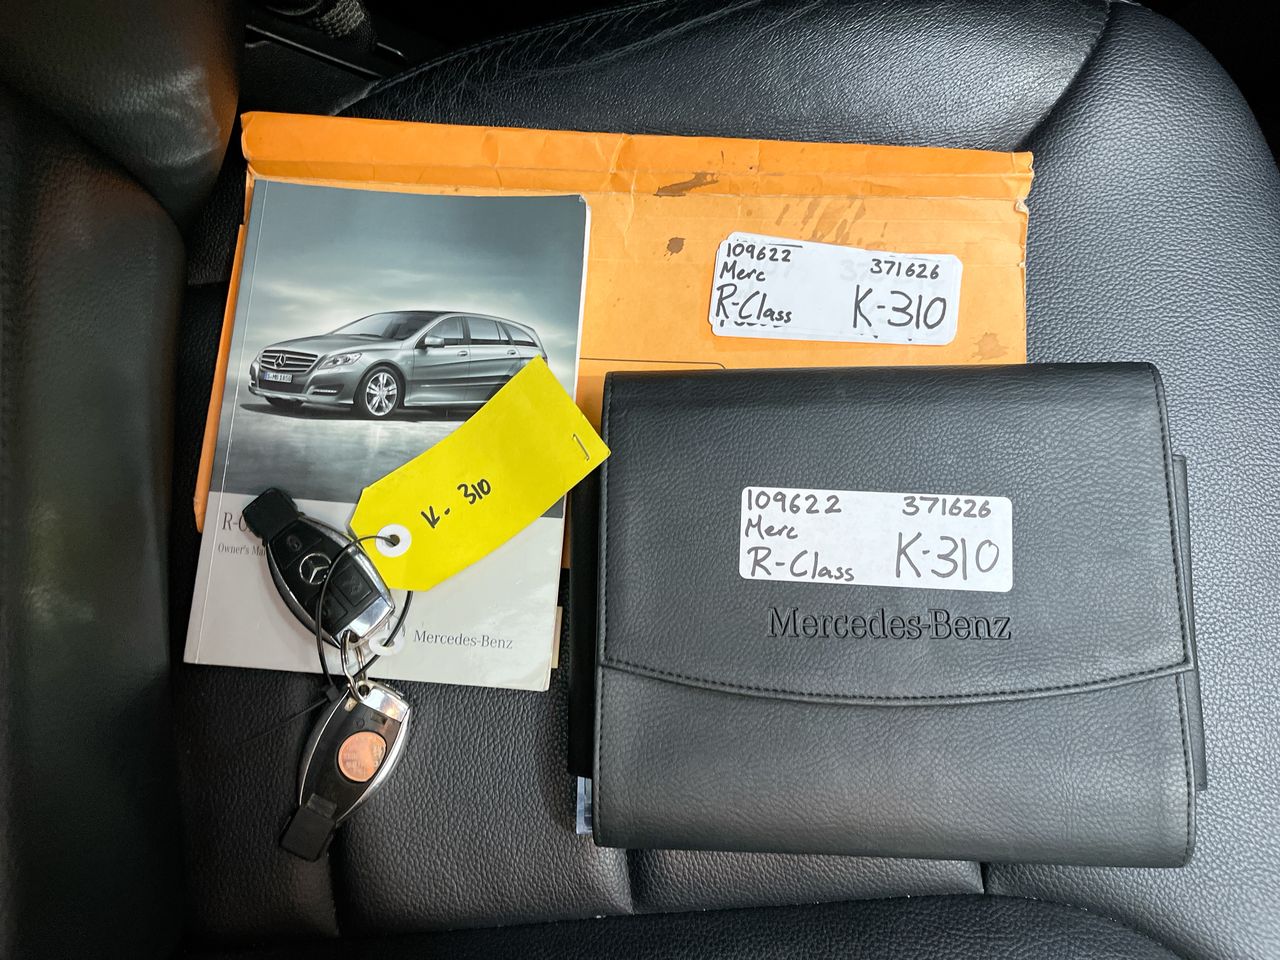 109622
371626
Merc
R-Class
K-310
K- 310
Mercedes-Benz
109622
371626
Merc
R-Class
K-310
Mercedes-Benz